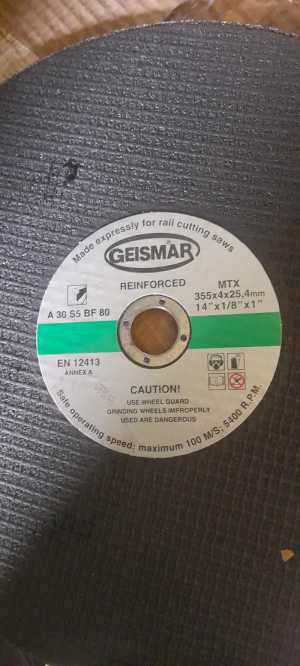 Made expressly for rail cutting saws
GEISMAR
REINFORCED
MTX
355x4x25,4mm
14"x1/8"x1"
A 30 S5 BF 80
EN 12413
ANNEX A
CAUTION!
USE WHEEL GUARD
GRINDING WHEELS IMPROPERLY
USED ARE DANGEROUS
Safe operating speed: maximum 100 M/S; 5400 R.P.M.